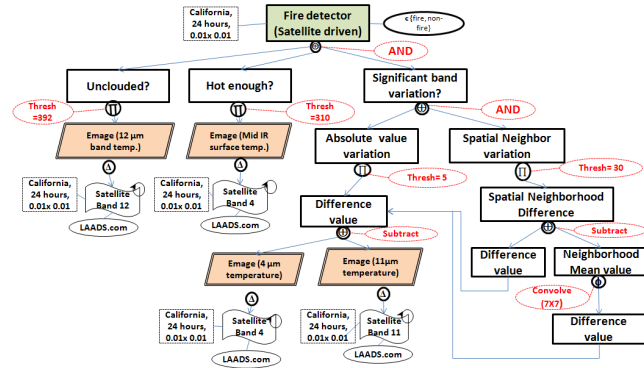 California,
24 hours,
0.01x 0.01
Fire detector
(Satellite driven)
c {fire, non-
fire}
⊕
AND
Unclouded?
Hot enough?
Significant band
variation?
Thresh
=392
∏
∏
Thresh
=310
⊕
AND
Emage (12 µm
band temp.)
Emage (Mid IR
surface temp.)
Absolute value
variation
Spatial Neighbor
variation
Δ
Δ
∏
Thresh= 5
∏
Thresh= 30
California,
24 hours,
0.01x 0.01
Satellite
Band 12
LAADS.com
California,
24 hours,
0.01x 0.01
Satellite
Band 4
LAADS.com
Difference
value
Spatial Neighborhood
Difference
⊕
Subtract
⊕
Subtract
Emage (4 µm
temperature)
Emage (11µm
temperature)
Difference
value
Neighborhood
Mean value
Δ
Δ
Convolve
(7X7)
ϕ
California,
24 hours,
0.01x 0.01
Satellite
Band 4
LAADS.com
California,
24 hours,
0.01x 0.01
Satellite
Band 11
LAADS.com
Difference
value